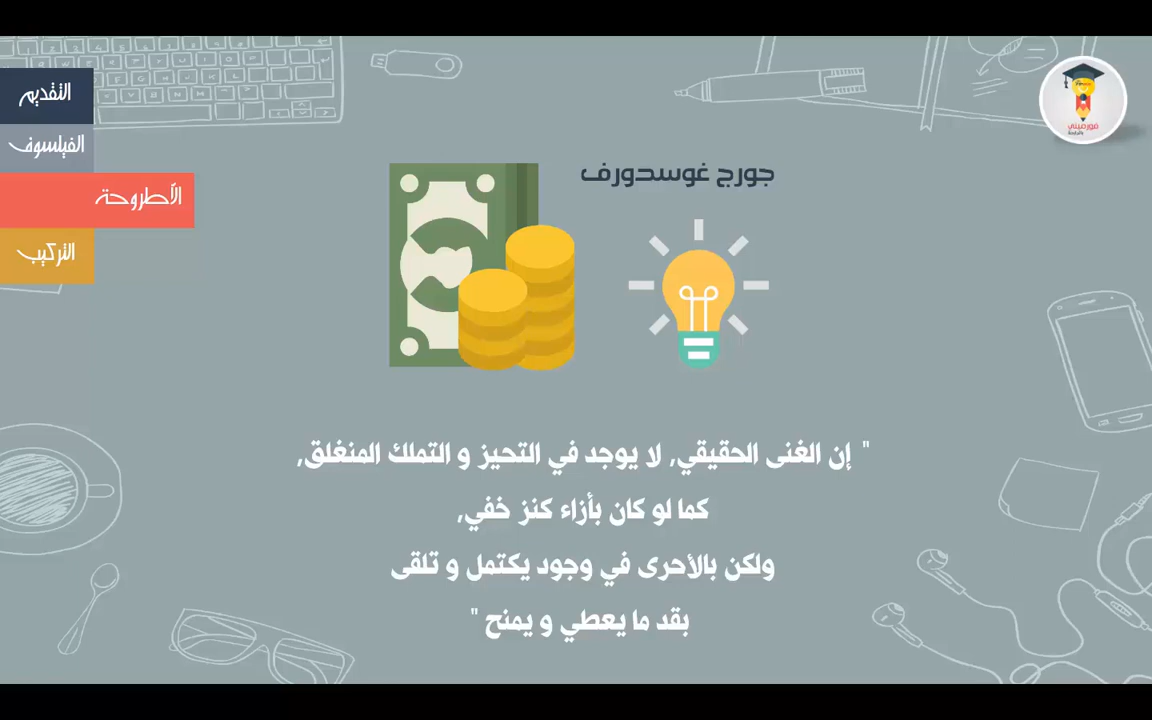 التقديم
الفيلسوف
الأطروحة
التركيب
جورج غوسدورف
" إن الغنى الحقيقي, لا يوجد في التحيز و التملك المنغلق,
كما لو كان بأزاء كنز خفي,
ولكن بالأحرى في وجود يكتمل و تلقى
بقد ما يعطي و يمنح "